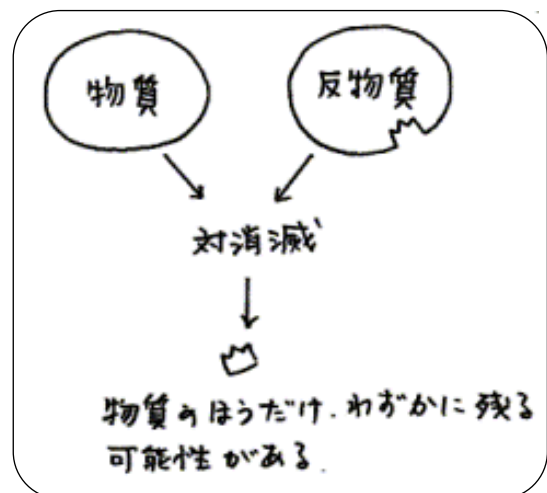 物質
反物質
対消滅
物質のほうだけ、わずかに残る
可能性がある.